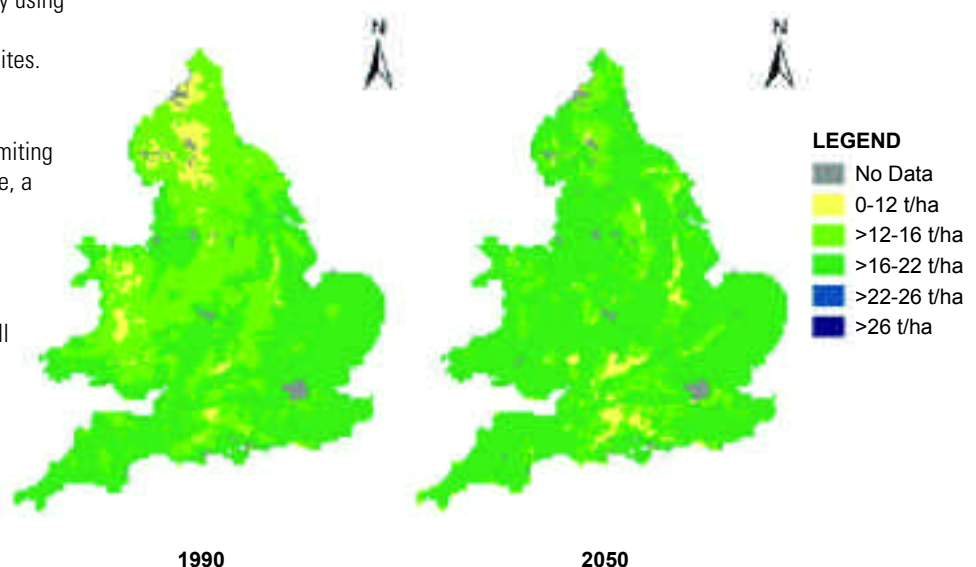 y using
ites.
miting
e, a
ll
N
N
LEGEND
No Data
0-12 t/ha
>12-16 t/ha
>16-22 t/ha
>22-26 t/ha
>26 t/ha
1990
2050